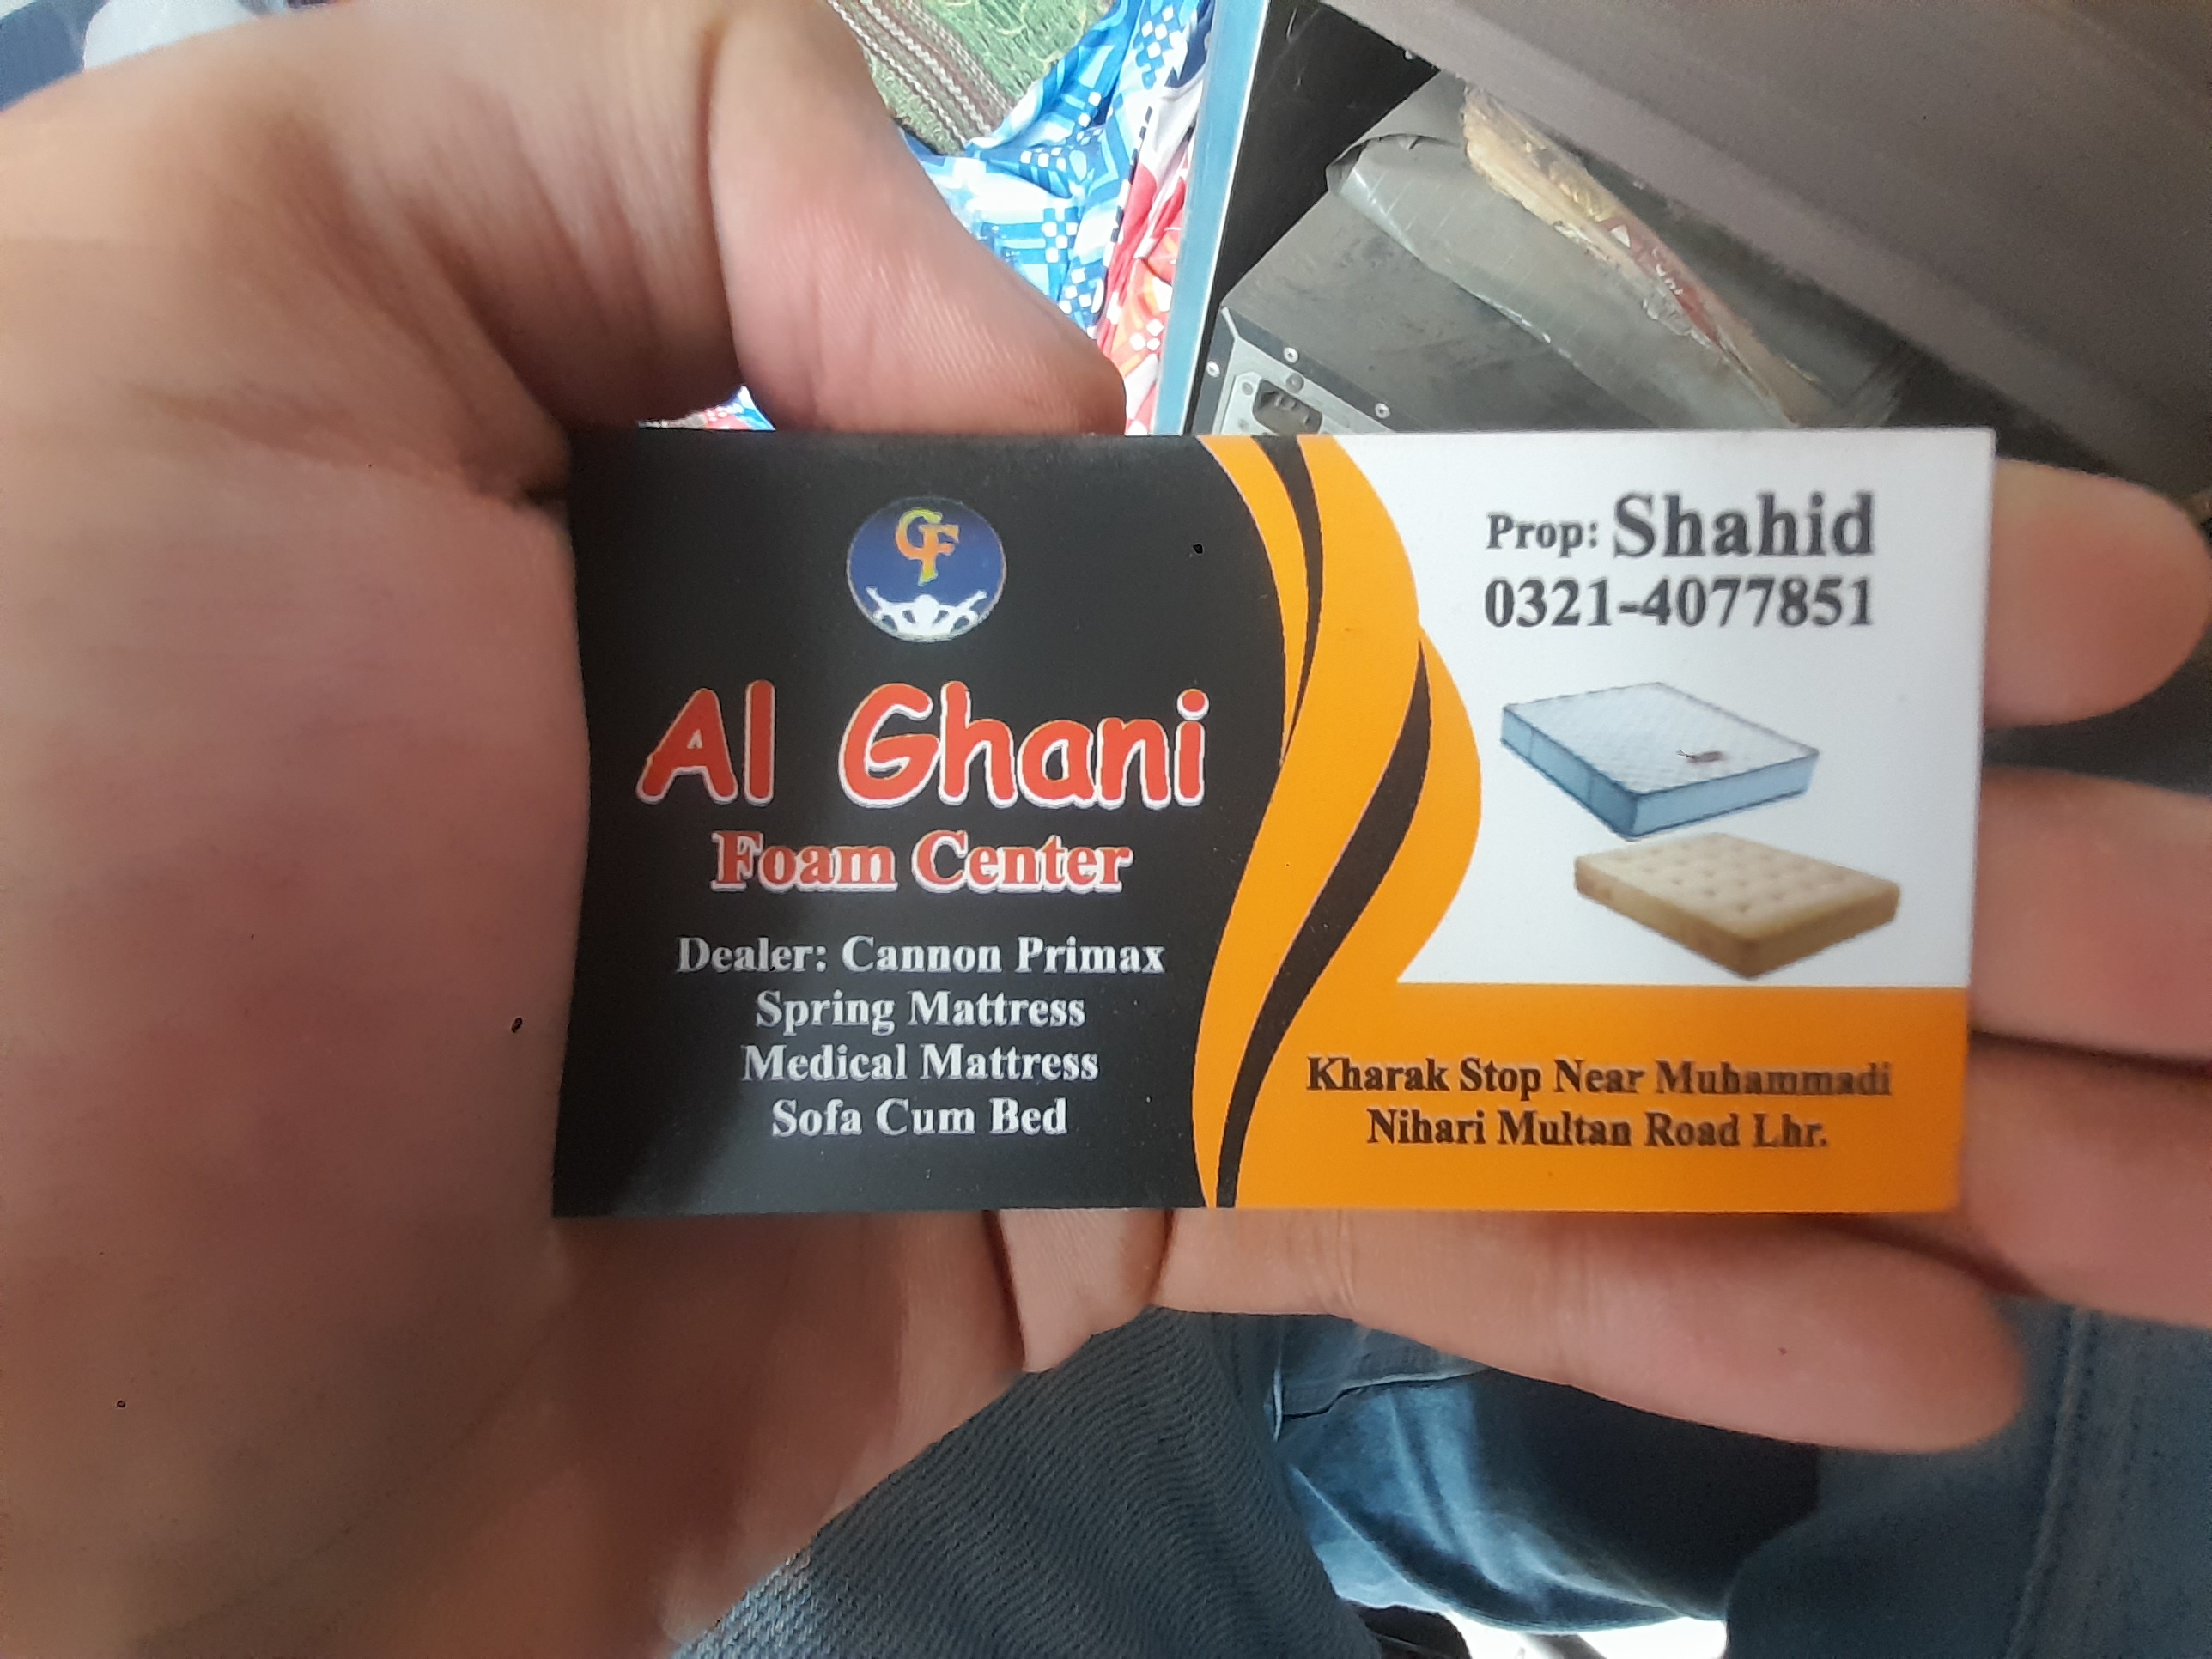 GF
Al Ghani
Foam Center
Dealer: Cannon Primax
Spring Mattress
Medical Mattress
Sofa Cum Bed
Prop: Shahid
0321-4077851
Kharak Stop Near Muhammadi
Nihari Multan Road Lhr.